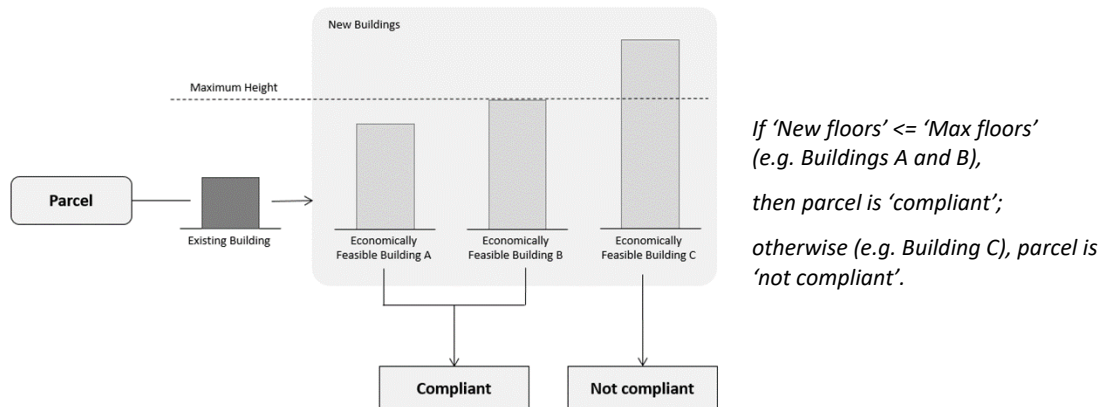 New Buildings
Maximum Height
Parcel
Existing Building
Economically
Feasible Building A
Economically
Feasible Building B
Economically
Feasible Building C
Compliant
Not compliant
If ‘New floors’ <= ‘Max floors’
(e.g. Buildings A and B),
then parcel is ‘compliant’;
otherwise (e.g. Building C), parcel is
‘not compliant’.